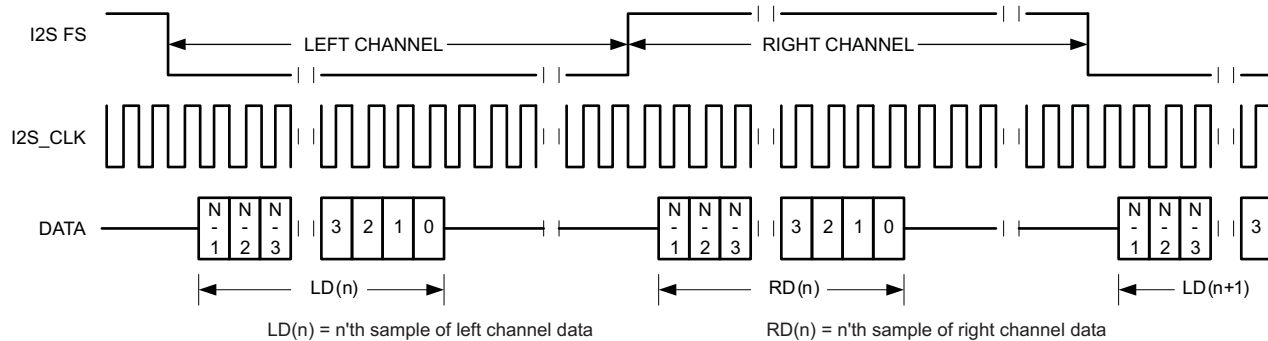 I2S FS
LEFT CHANNEL
RIGHT CHANNEL
I2S_CLK
DATA
N-1
N-2
N-3
3
2
1
0
N-1
N-2
N-3
3
2
1
0
N-1
N-2
N-3
3
LD(n)
RD(n)
LD(n+1)
LD(n) = n'th sample of left channel data
RD(n) = n'th sample of right channel data